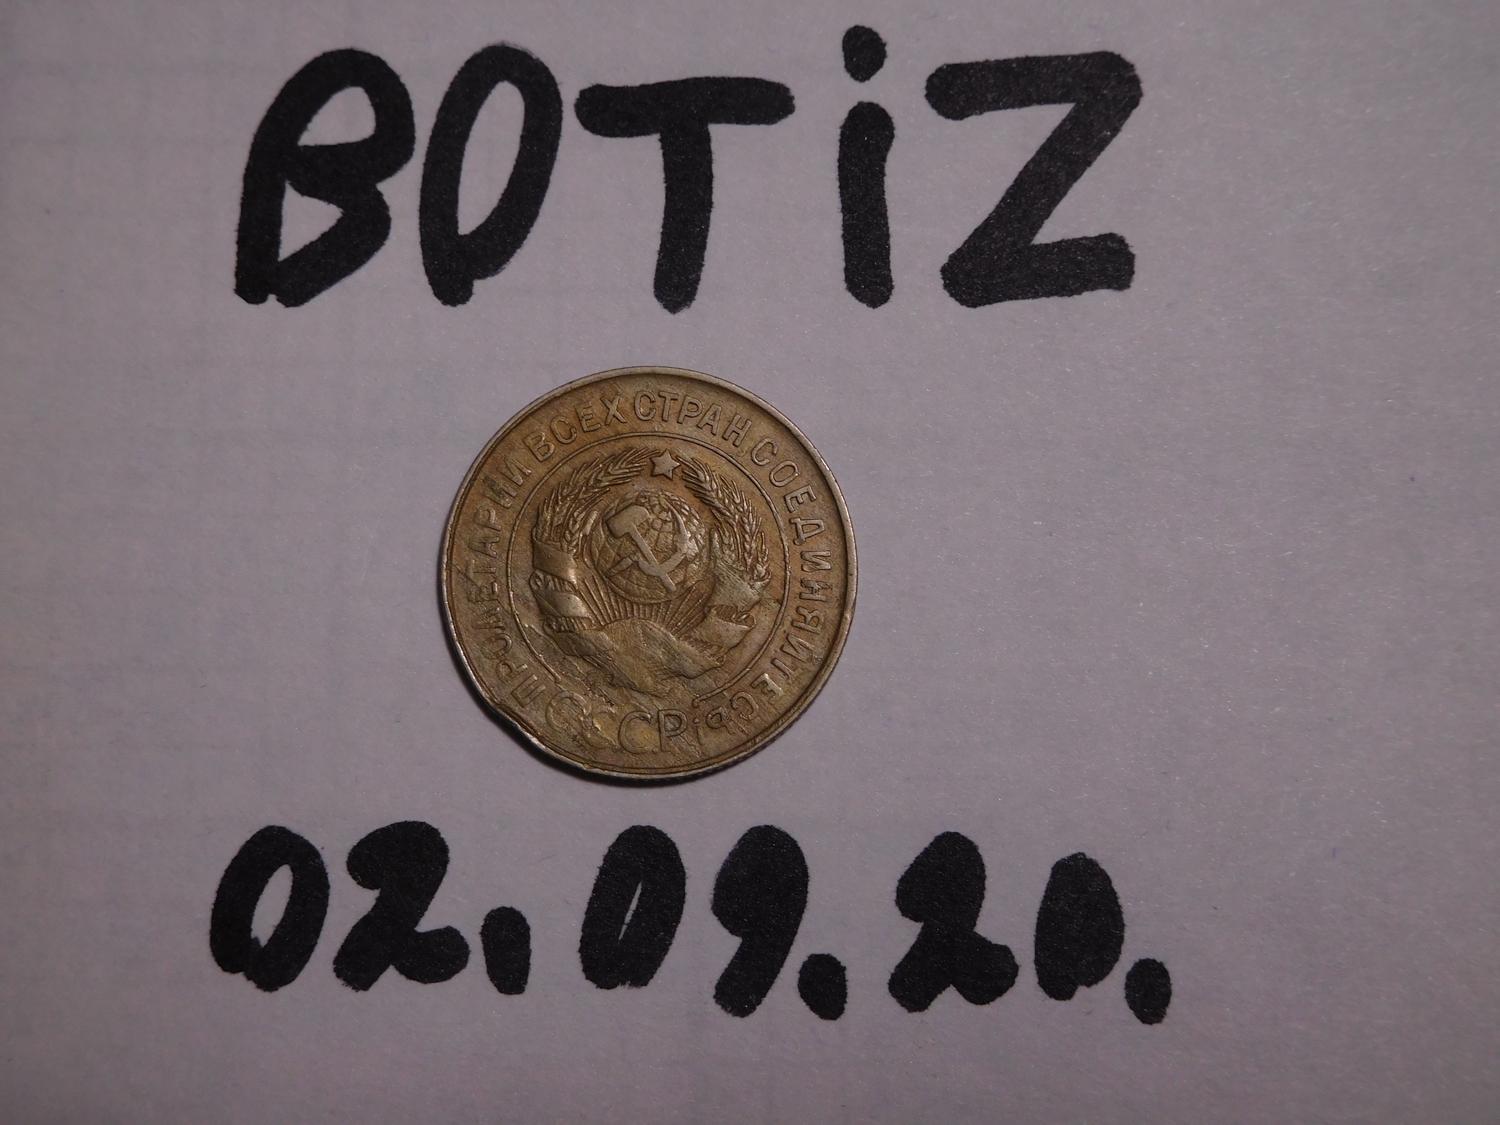 BOTiZ
ПРОЛЕТАРИИ ВСЕХ СТРАН СОЕДИНЯЙТЕСЬ!
СССР
02.09.20.